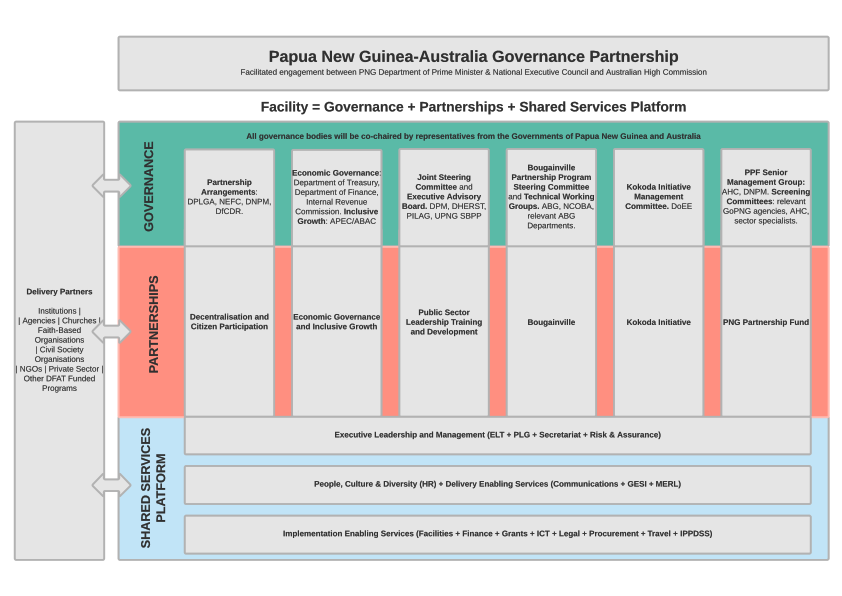 Papua New Guinea-Australia Governance Partnership
Facilitated engagement between PNG Department of Prime Minister & National Executive Council and Australian High Commission
Facility = Governance + Partnerships + Shared Services Platform
Delivery Partners
Institutions |
| Agencies | Churches |
Faith-Based
Organisations
| Civil Society
Organisations
| NGOs | Private Sector |
Other DFAT Funded
Programs
GOVERNANCE
All governance bodies will be co-chaired by representatives from the Governments of Papua New Guinea and Australia
Partnership
Arrangements:
DPLGA, NEFC, DNPM,
DfCDR.
Economic Governance:
Department of Treasury,
Department of Finance,
Internal Revenue
Commission. Inclusive
Growth: APEC/ABAC
Joint Steering
Committee and
Executive Advisory
Board. DPM, DHERST,
PILAG, UPNG SBPP
Bougainville
Partnership Program
Steering Committee
and Technical Working
Groups. ABG, NCOBA,
relevant ABG
Departments.
Kokoda Initiative
Management
Committee. DoEE
PPF Senior
Management Group:
AHC, DNPM. Screening
Committees: relevant
GoPNG agencies, AHC,
sector specialists.
PARTNERSHIPS
Decentralisation and
Citizen Participation
Economic Governance
and Inclusive Growth
Public Sector
Leadership Training
and Development
Bougainville
Kokoda Initiative
PNG Partnership Fund
SHARED SERVICES
PLATFORM
Executive Leadership and Management (ELT + PLG + Secretariat + Risk & Assurance)
People, Culture & Diversity (HR) + Delivery Enabling Services (Communications + GESI + MERL)
Implementation Enabling Services (Facilities + Finance + Grants + ICT + Legal + Procurement + Travel + IPPDSS)